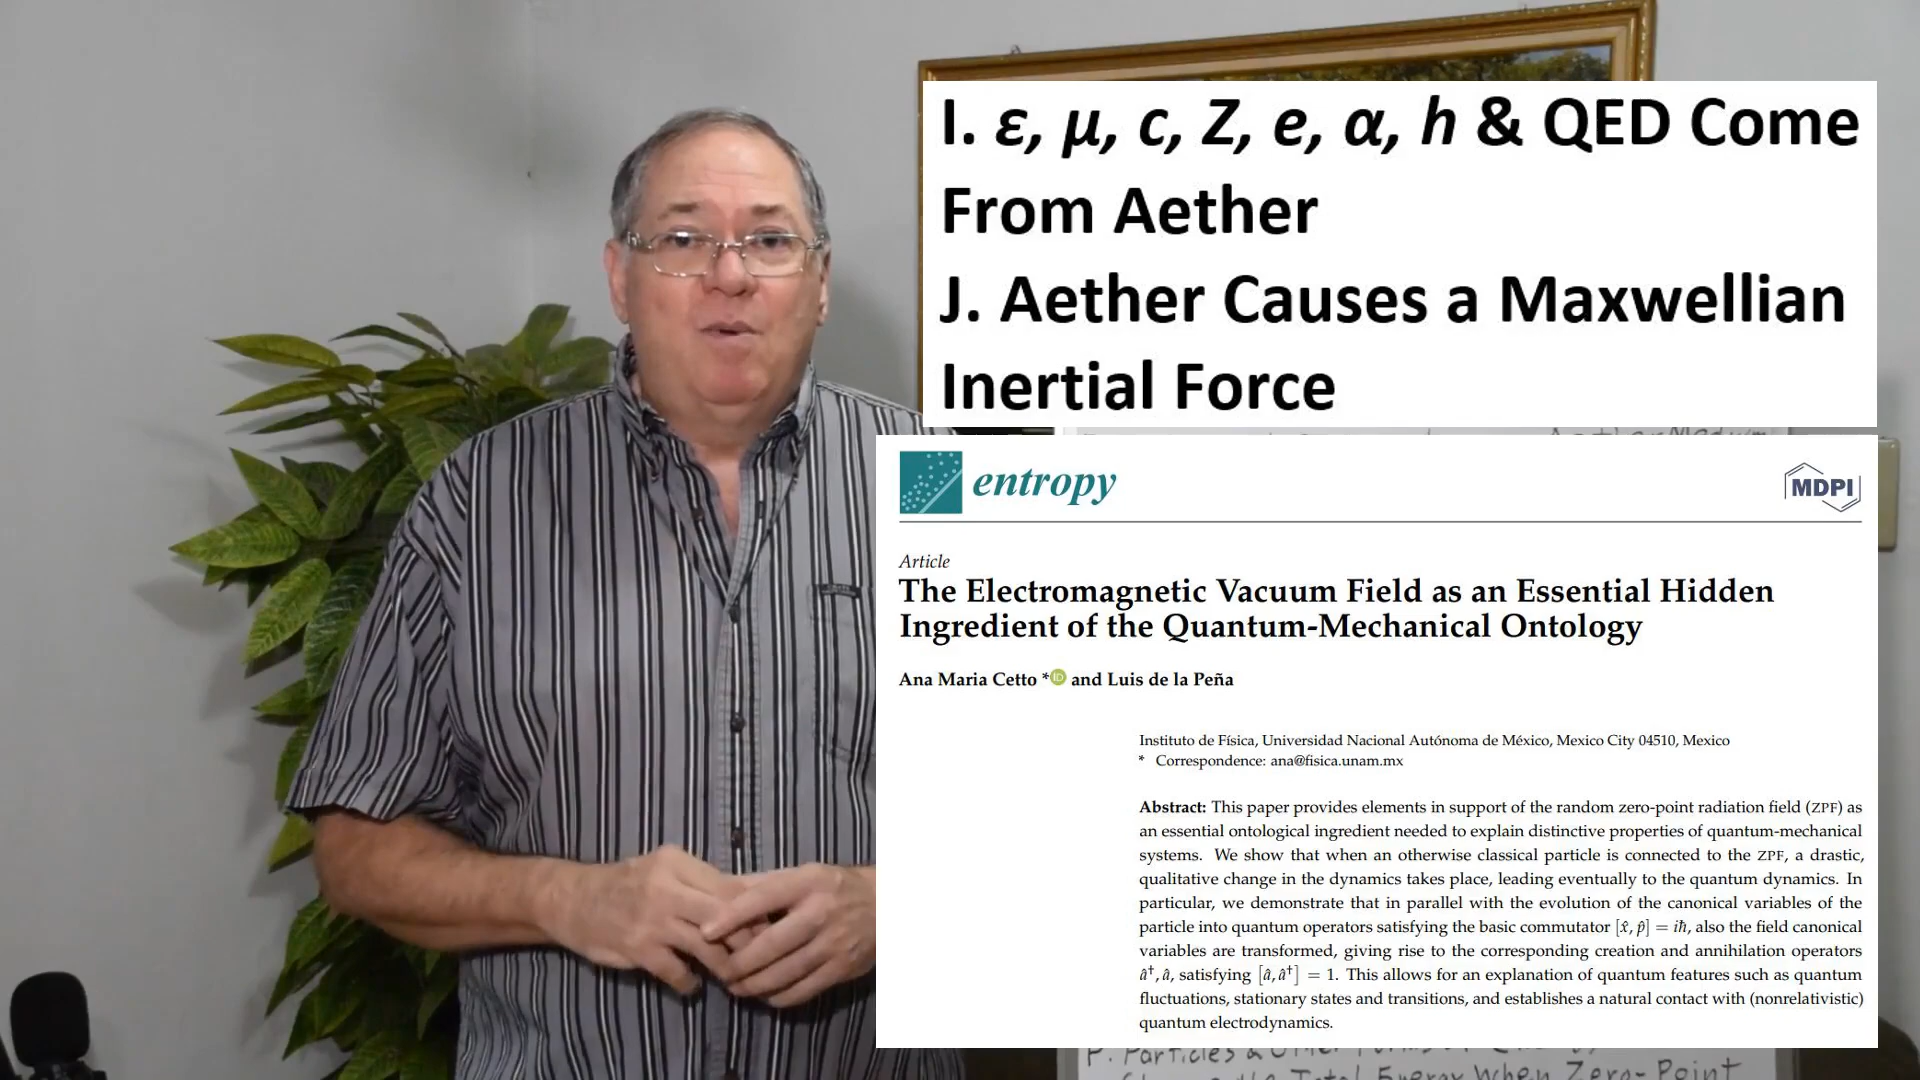 I. ε, μ, c, Z, e, α, h & QED Come
From Aether
J. Aether Causes a Maxwellian
Inertial Force
entropy
MDPI
Article
The Electromagnetic Vacuum Field as an Essential Hidden
Ingredient of the Quantum-Mechanical Ontology
Ana Maria Cetto * iD and Luis de la Peña
Instituto de Física, Universidad Nacional Autónoma de México, Mexico City 04510, Mexico
* Correspondence: ana@fisica.unam.mx
Abstract: This paper provides elements in support of the random zero-point radiation field (ZPF) as
an essential ontological ingredient needed to explain distinctive properties of quantum-mechanical
systems. We show that when an otherwise classical particle is connected to the ZPF, a drastic,
qualitative change in the dynamics takes place, leading eventually to the quantum dynamics. In
particular, we demonstrate that in parallel with the evolution of the canonical variables of the
particle into quantum operators satisfying the basic commutator [x̂, p̂] = iħ, also the field canonical
variables are transformed, giving rise to the corresponding creation and annihilation operators
â†, â, satisfying [â, â†] = 1. This allows for an explanation of quantum features such as quantum
fluctuations, stationary states and transitions, and establishes a natural contact with (nonrelativistic)
quantum electrodynamics.
P. Particles &
the Total Energy When Zero-Point